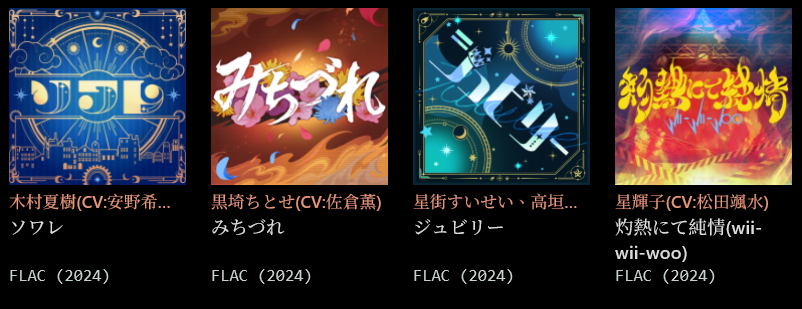 ソワレ
みちづれ
ジュビリー
灼熱にて純情
wii-wii-woo
木村夏樹(CV:安野希...
黒埼ちとせ(CV:佐倉薫)
星街すいせい、高垣...
星輝子(CV:松田颯水)
ソワレ
みちづれ
ジュビリー
灼熱にて純情(wii-
wii-woo)
FLAC (2024)
FLAC (2024)
FLAC (2024)
FLAC (2024)